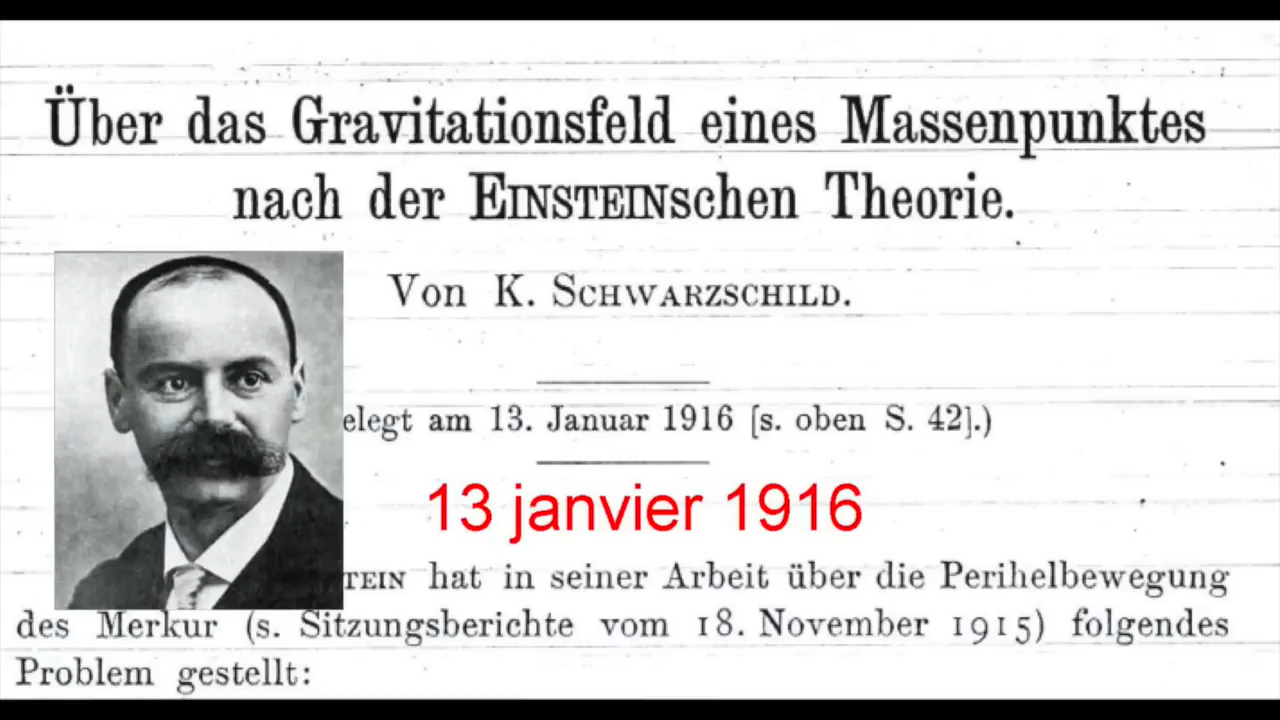 Über das Gravitationsfeld eines Massenpunktes
nach der EINSTEINschen Theorie.
Von K. SCHWARZSCHILD.
elegt am 13. Januar 1916 [s. oben S. 42].)
13 janvier 1916
TEIN hat in seiner Arbeit über die Perihelbewegung
des Merkur (s. Sitzungsberichte vom 18. November 1915) folgendes
Problem gestellt: